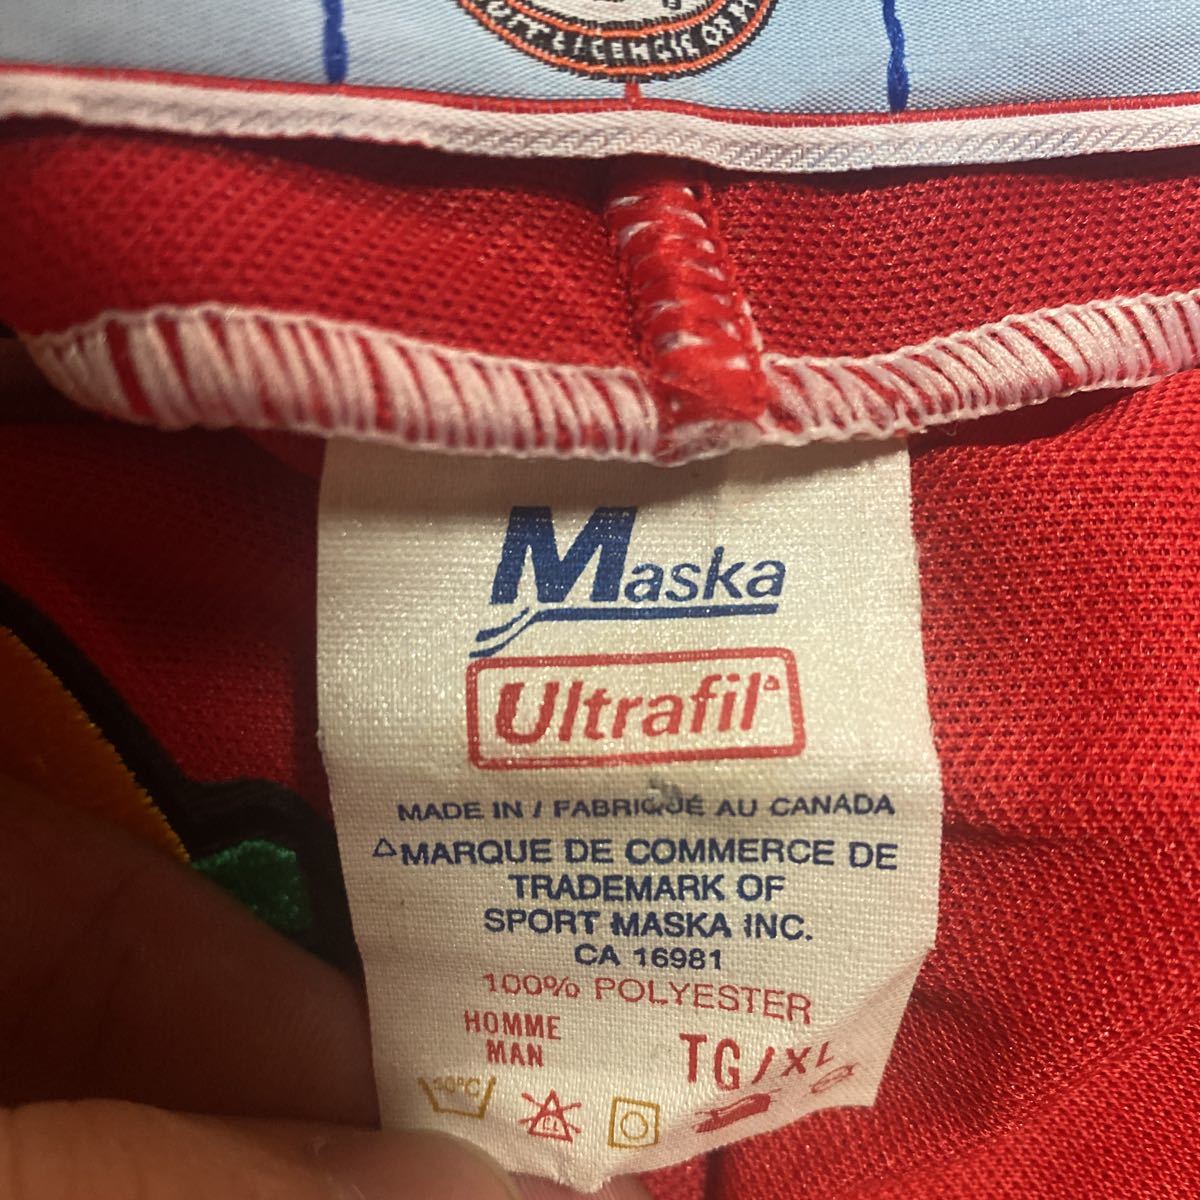 Maska
Ultrafil△
MADE IN / FABRIQUÉ AU CANADA
△MARQUE DE COMMERCE DE
TRADEMARK OF
SPORT MASKA INC.
CA 16981
100% POLYESTER
HOMME
MAN
TG/XL
CL